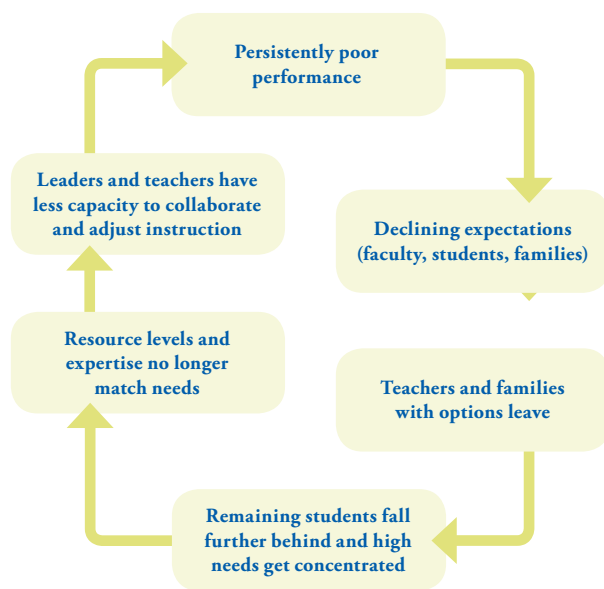 Persistently poor
performance
Declining expectations
(faculty, students, families)
Teachers and families
with options leave
Remaining students fall
further behind and high
needs get concentrated
Resource levels and
expertise no longer
match needs
Leaders and teachers have
less capacity to collaborate
and adjust instruction